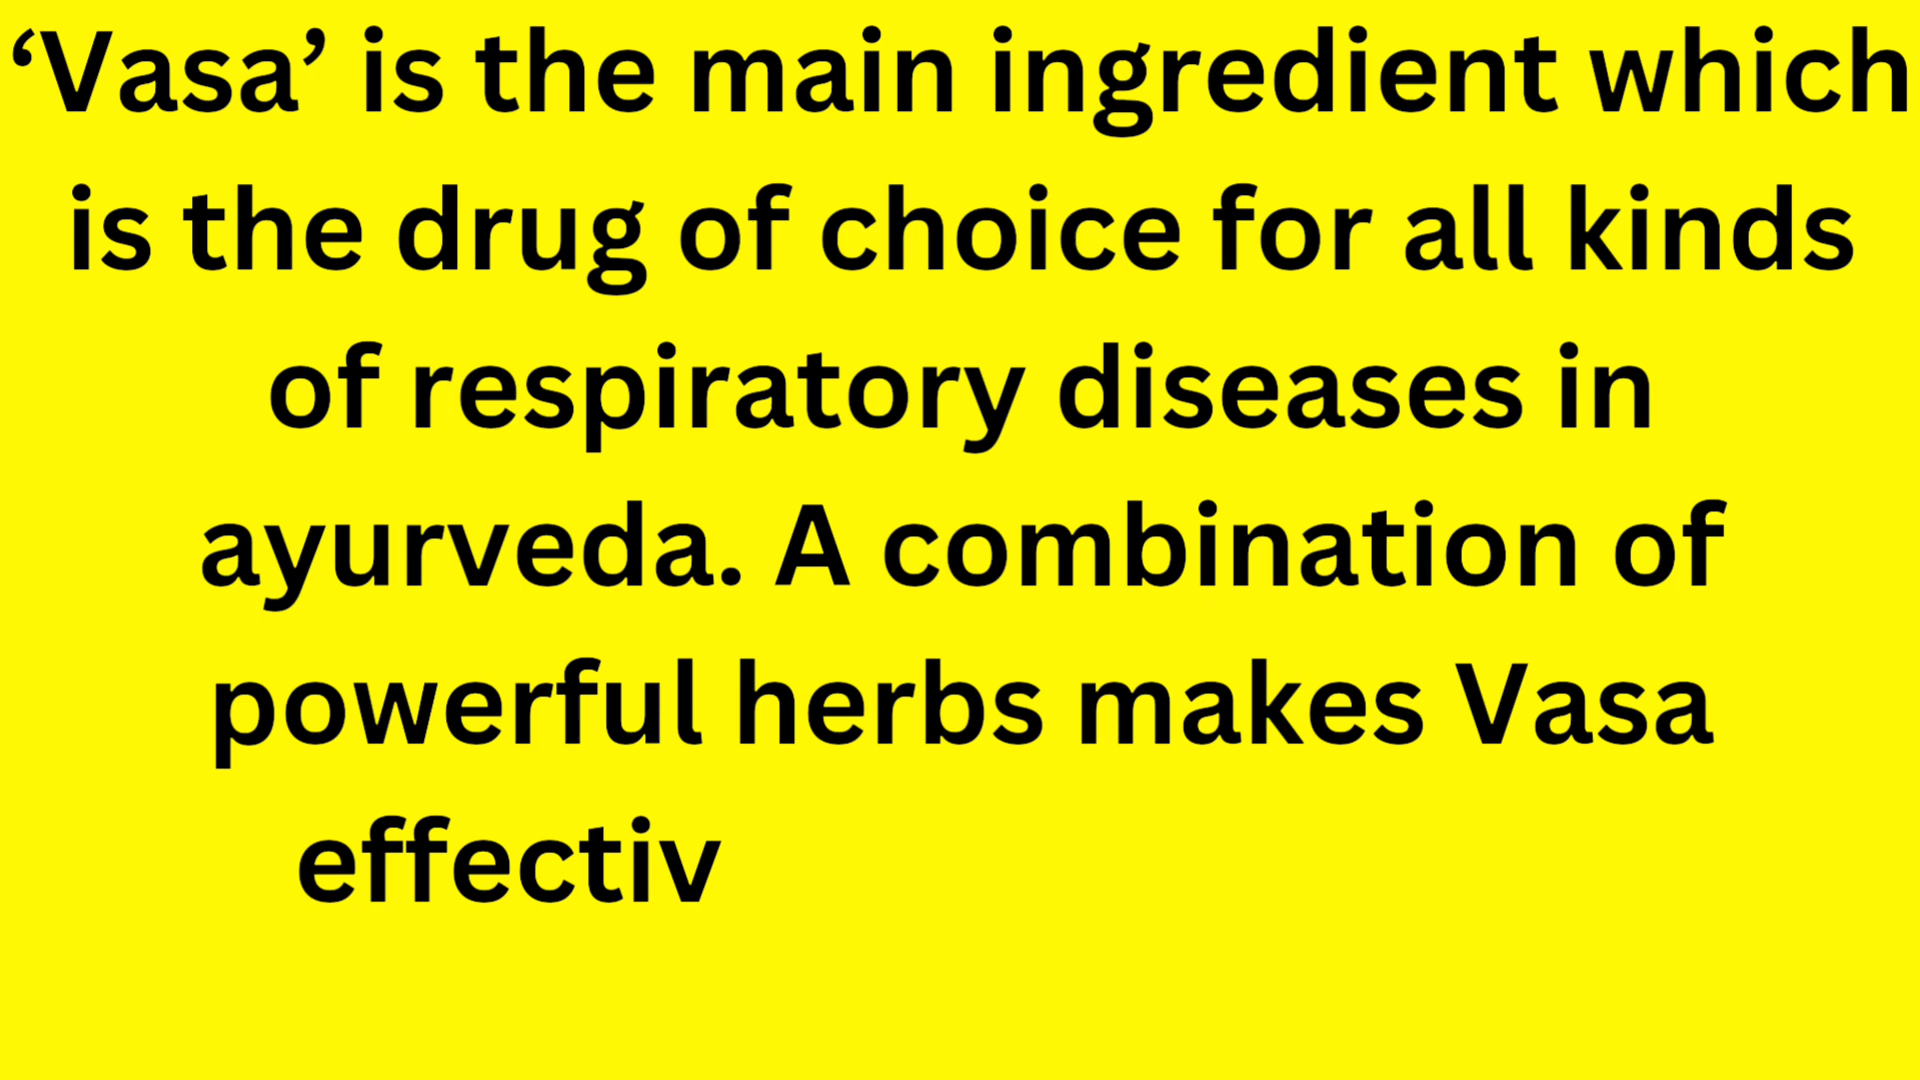 ‘Vasa’ is the main ingredient which
is the drug of choice for all kinds
of respiratory diseases in
ayurveda. A combination of
powerful herbs makes Vasa
effectiv